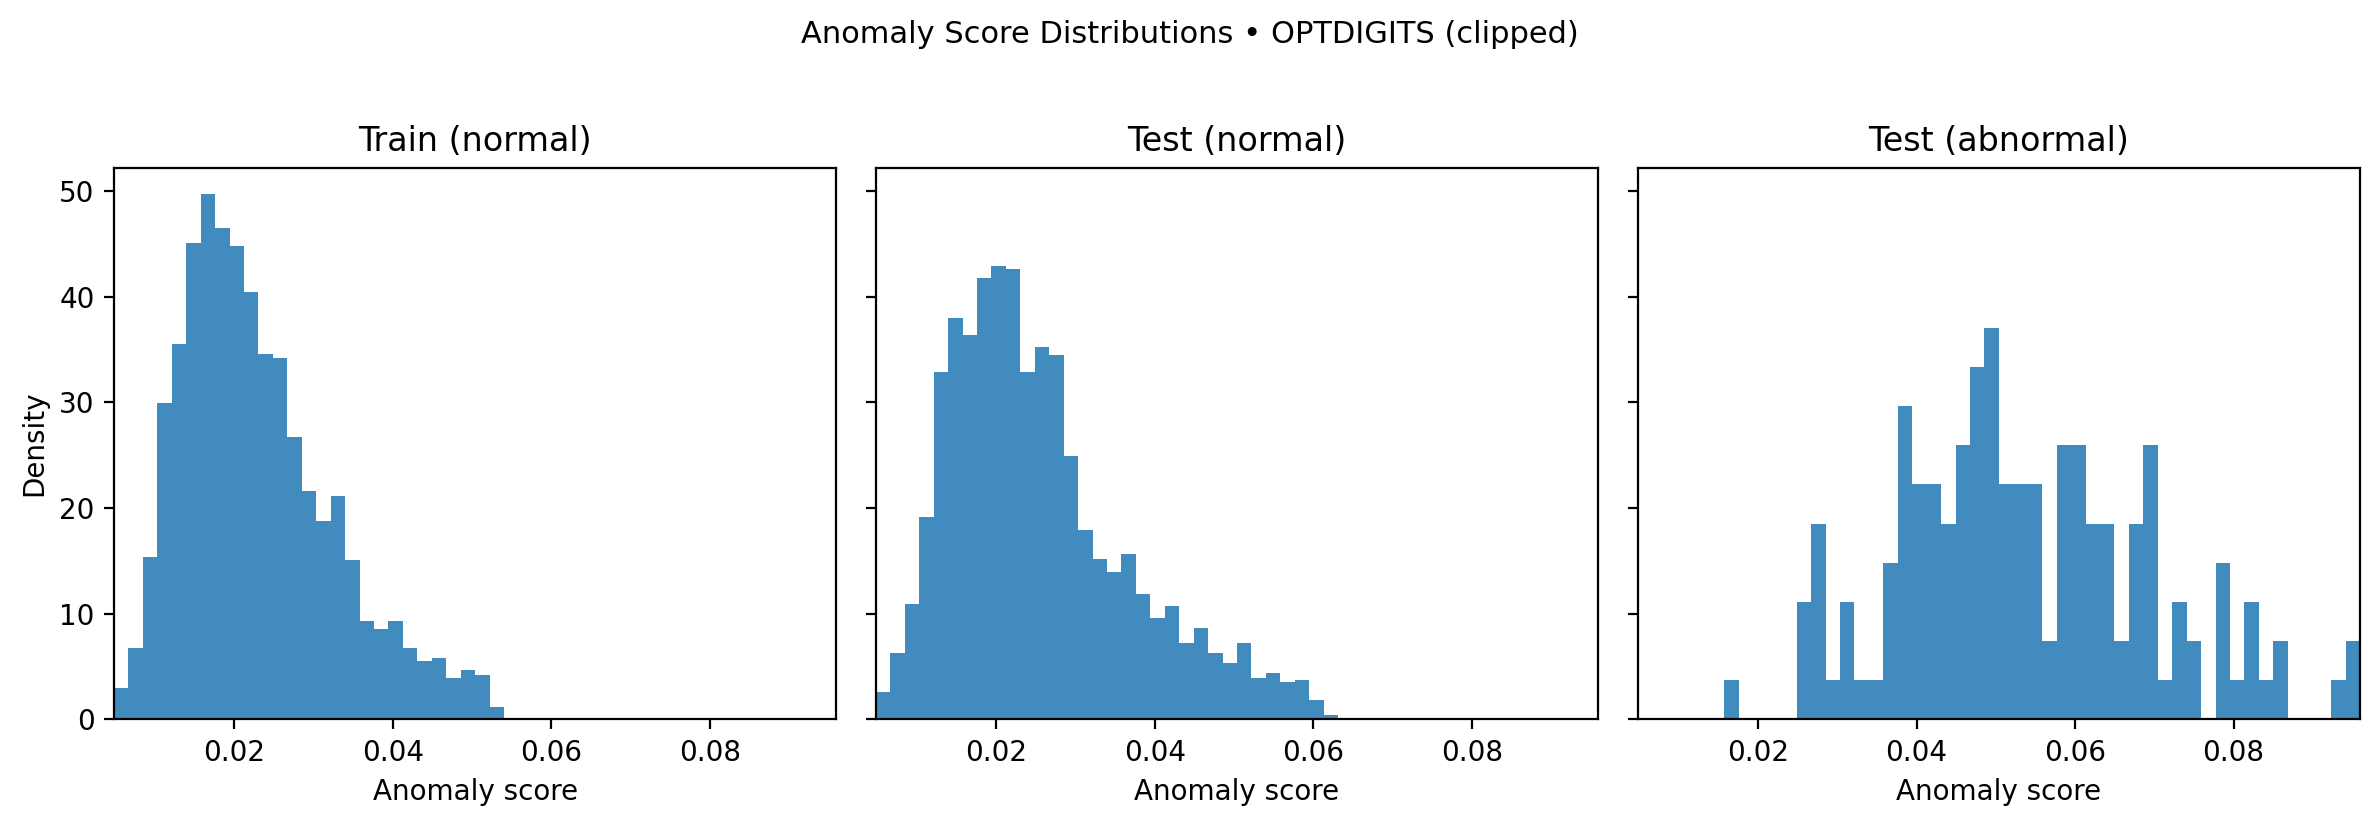 Anomaly Score Distributions • OPTDIGITS (clipped)
Train (normal)
Test (normal)
Test (abnormal)
Density
50
40
30
20
10
0
0.02 0.04 0.06 0.08
0.02 0.04 0.06 0.08
0.02 0.04 0.06 0.08
Anomaly score
Anomaly score
Anomaly score